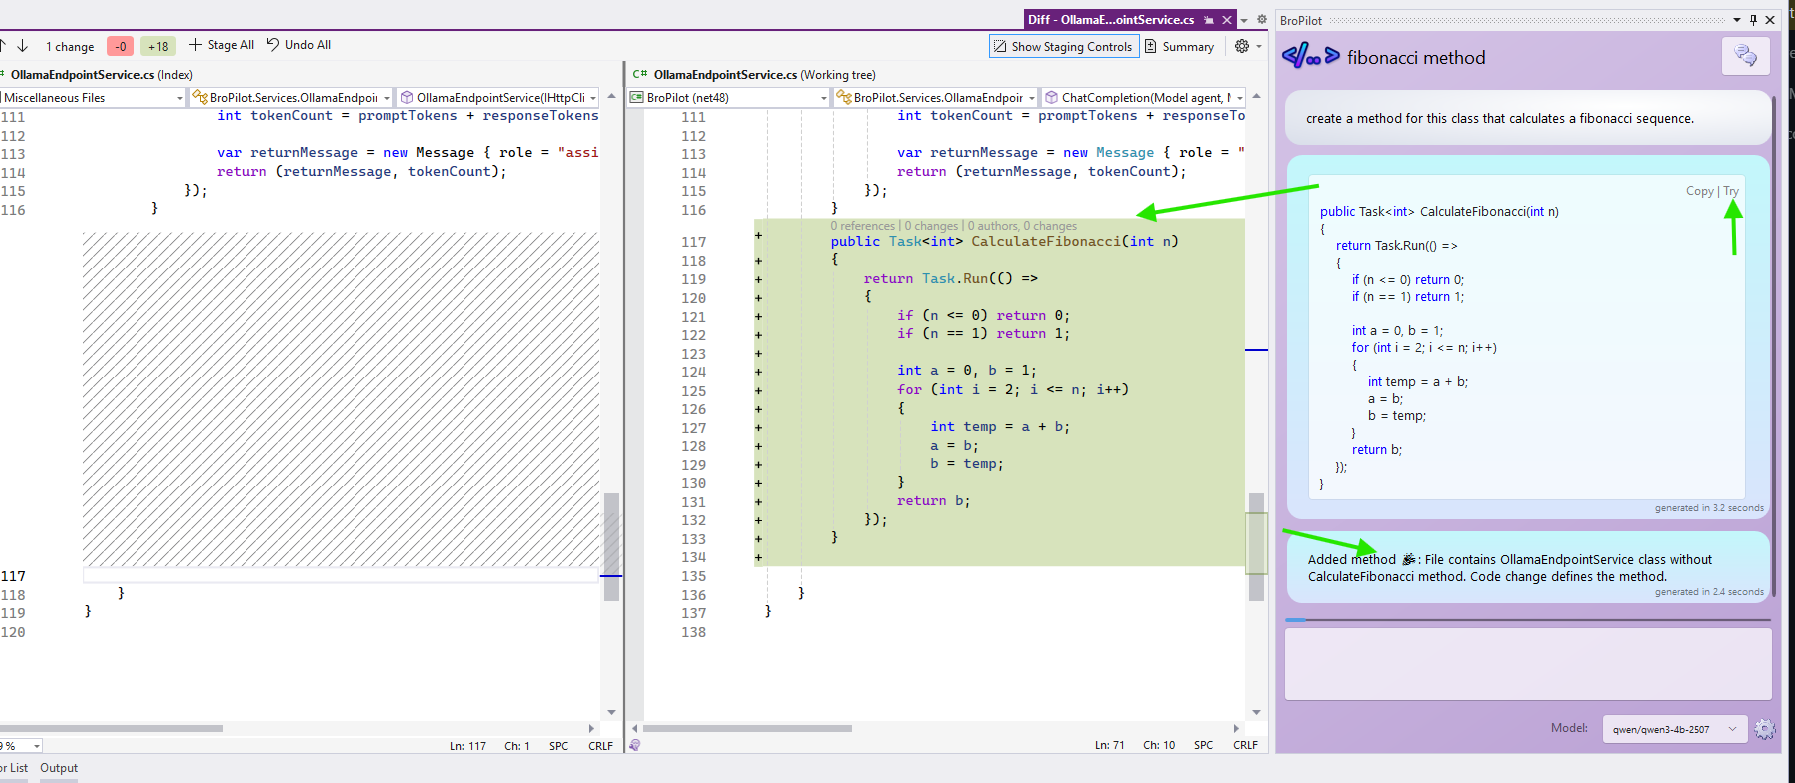 Diff - OllamaE...ointService.cs
1 change -0 +18 Stage All Undo All
Show Staging Controls Summary
OllamaEndpointService.cs (Index)
Miscellaneous Files BroPilot.Services.OllamaEndpoin OllamaEndpointService(IHttpCli
111 int tokenCount = promptTokens + responseTokens
112
113 var returnMessage = new Message { role = "assi
114 return (returnMessage, tokenCount);
115 });
116 }
117
118 }
119 }
120
9 % Ln: 117 Ch: 1 SPC CRLF
or List Output
C# OllamaEndpointService.cs (Working tree)
C# BroPilot (net48) BroPilot.Services.OllamaEndpoir ChatCompletion(Model agent, M
111 int tokenCount = promptTokens + responseTo
112
113 var returnMessage = new Message { role = "
114 return (returnMessage, tokenCount);
115 });
116 }
0 references | 0 changes | 0 authors, 0 changes
117 + public Task<int> CalculateFibonacci(int n)
118 + {
119 + return Task.Run(() =>
120 + {
121 + if (n <= 0) return 0;
122 + if (n == 1) return 1;
123 +
124 + int a = 0, b = 1;
125 + for (int i = 2; i <= n; i++)
126 + {
127 + int temp = a + b;
128 + a = b;
129 + b = temp;
130 + }
131 + return b;
132 + });
133 + }
134 +
135
136 }
137 }
138
Ln: 71 Ch: 10 SPC CRLF
BroPilot
</..> fibonacci method
create a method for this class that calculates a fibonacci sequence.
Copy | Try
public Task<int> CalculateFibonacci(int n)
{
return Task.Run(() =>
{
if (n <= 0) return 0;
if (n == 1) return 1;
int a = 0, b = 1;
for (int i = 2; i <= n; i++)
{
int temp = a + b;
a = b;
b = temp;
}
return b;
});
}
generated in 3.2 seconds
Added method 🎉: File contains OllamaEndpointService class without
CalculateFibonacci method. Code change defines the method.
generated in 2.4 seconds
Model: qwen/qwen3-4b-2507